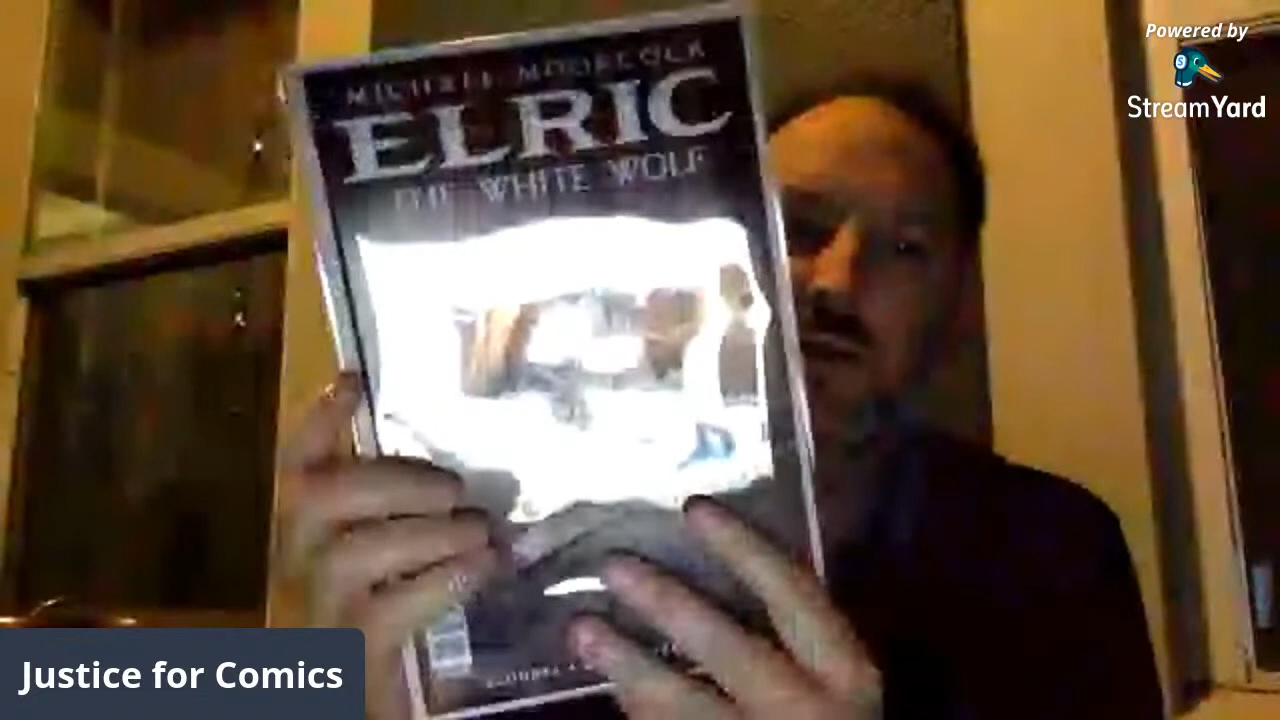 Powered by
StreamYard
MICHAEL MOORCOCK
ELRIC
THE WHITE WOLF
Justice for Comics